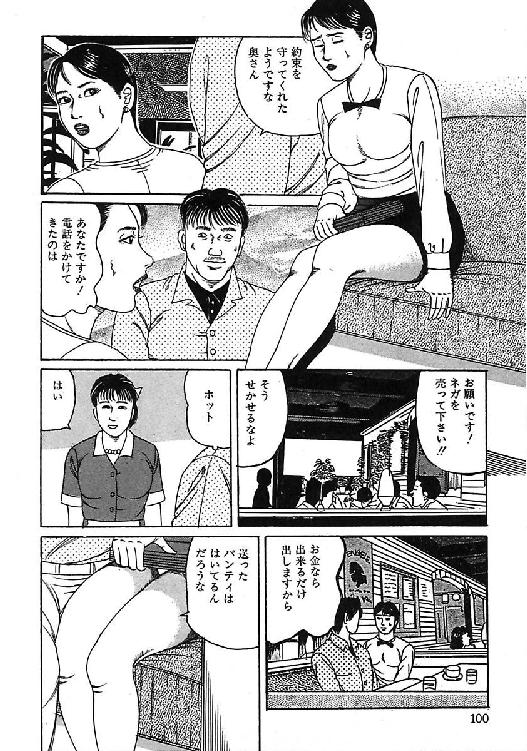 約束を
守ってくれた
ようですな
奥さん
あなたですか!
電話をかけて
きたのは
お願いです!
ネガを
売って下さい!!
そう
せかせるなよ
ホット
はい
お金なら
出来るだけ
出しますから
送った
パンティは
はいてるん
だろうな
100